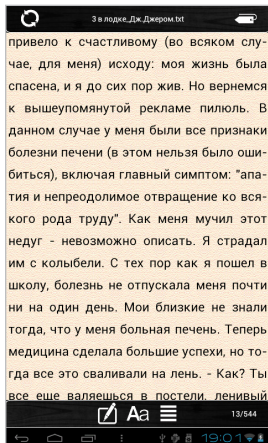 3 в лодке_Дж.Джером.txt
привело к счастливому (во всяком слу-
чае, для меня) исходу: моя жизнь была
спасена, и я до сих пор жив. Но вернемся
к вышеупомянутой рекламе пилюль. В
данном случае у меня были все признаки
болезни печени (в этом нельзя было оши-
биться), включая главный симптом: "апа-
тия и непреодолимое отвращение ко вся-
кого рода труду". Как меня мучил этот
недуг - невозможно описать. Я страдал
им с колыбели. С тех пор как я пошел в
школу, болезнь не отпускала меня почти
ни на один день. Мои близкие не знали
тогда, что у меня больная печень. Теперь
медицина сделала большие успехи, но то-
гда все это сваливали на лень. - Как? Ты
все еще валяешься в постели, ленивый
Aa 13/544
19:01